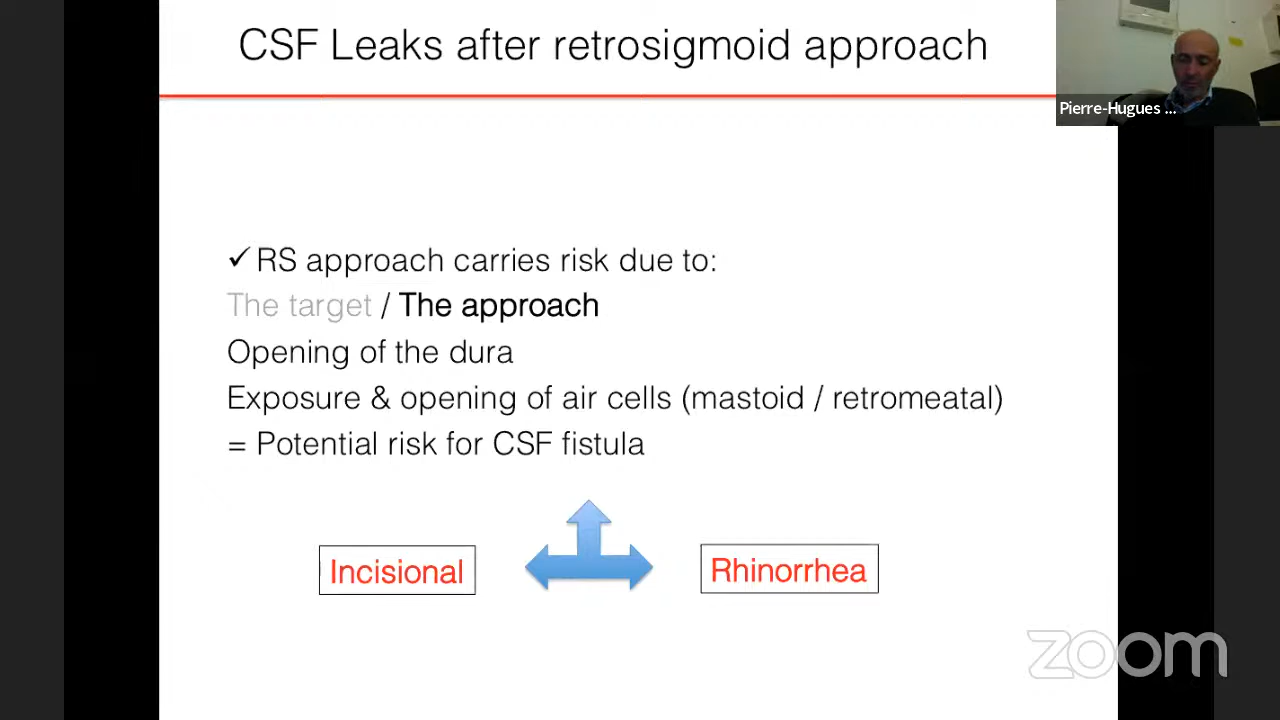 CSF Leaks after retrosigmoid approach
Pierre-Hugues ...
✓ RS approach carries risk due to:
The target / The approach
Opening of the dura
Exposure & opening of air cells (mastoid / retromeatal)
= Potential risk for CSF fistula
Incisional
Rhinorrhea
zoom